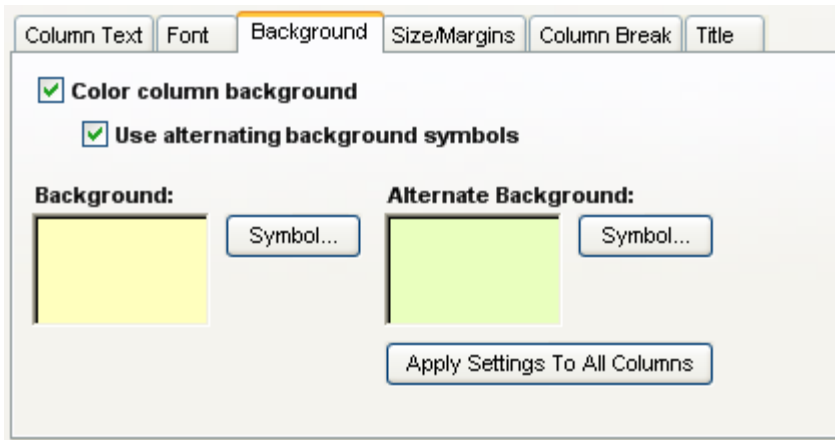 Column Text Font Background Size/Margins Column Break Title
Color column background
Use alternating background symbols
Background: Alternate Background:
Symbol... Symbol...
Apply Settings To All Columns